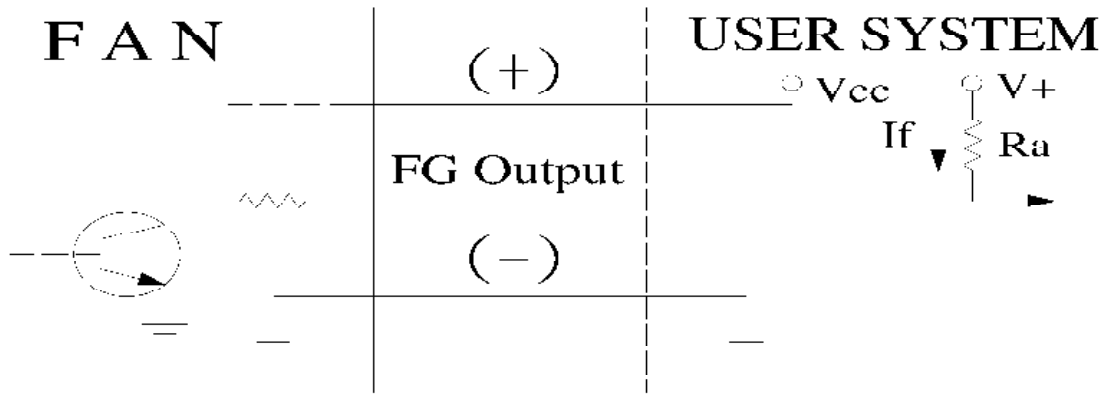 F A N
USER SYSTEM
(+)
Vcc
V+
If
Ra
FG Output
(−)